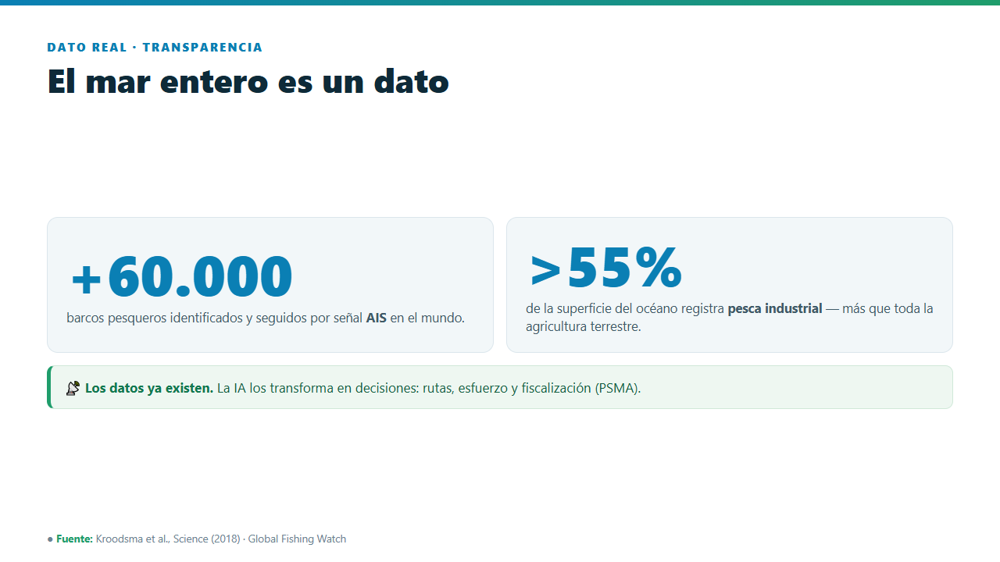 DATO REAL · TRANSPARENCIA
El mar entero es un dato
+60.000
barcos pesqueros identificados y seguidos por señal AIS en el mundo.
>55%
de la superficie del océano registra pesca industrial — más que toda la
agricultura terrestre.
Los datos ya existen. La IA los transforma en decisiones: rutas, esfuerzo y fiscalización (PSMA).
● Fuente: Kroodsma et al., Science (2018) · Global Fishing Watch